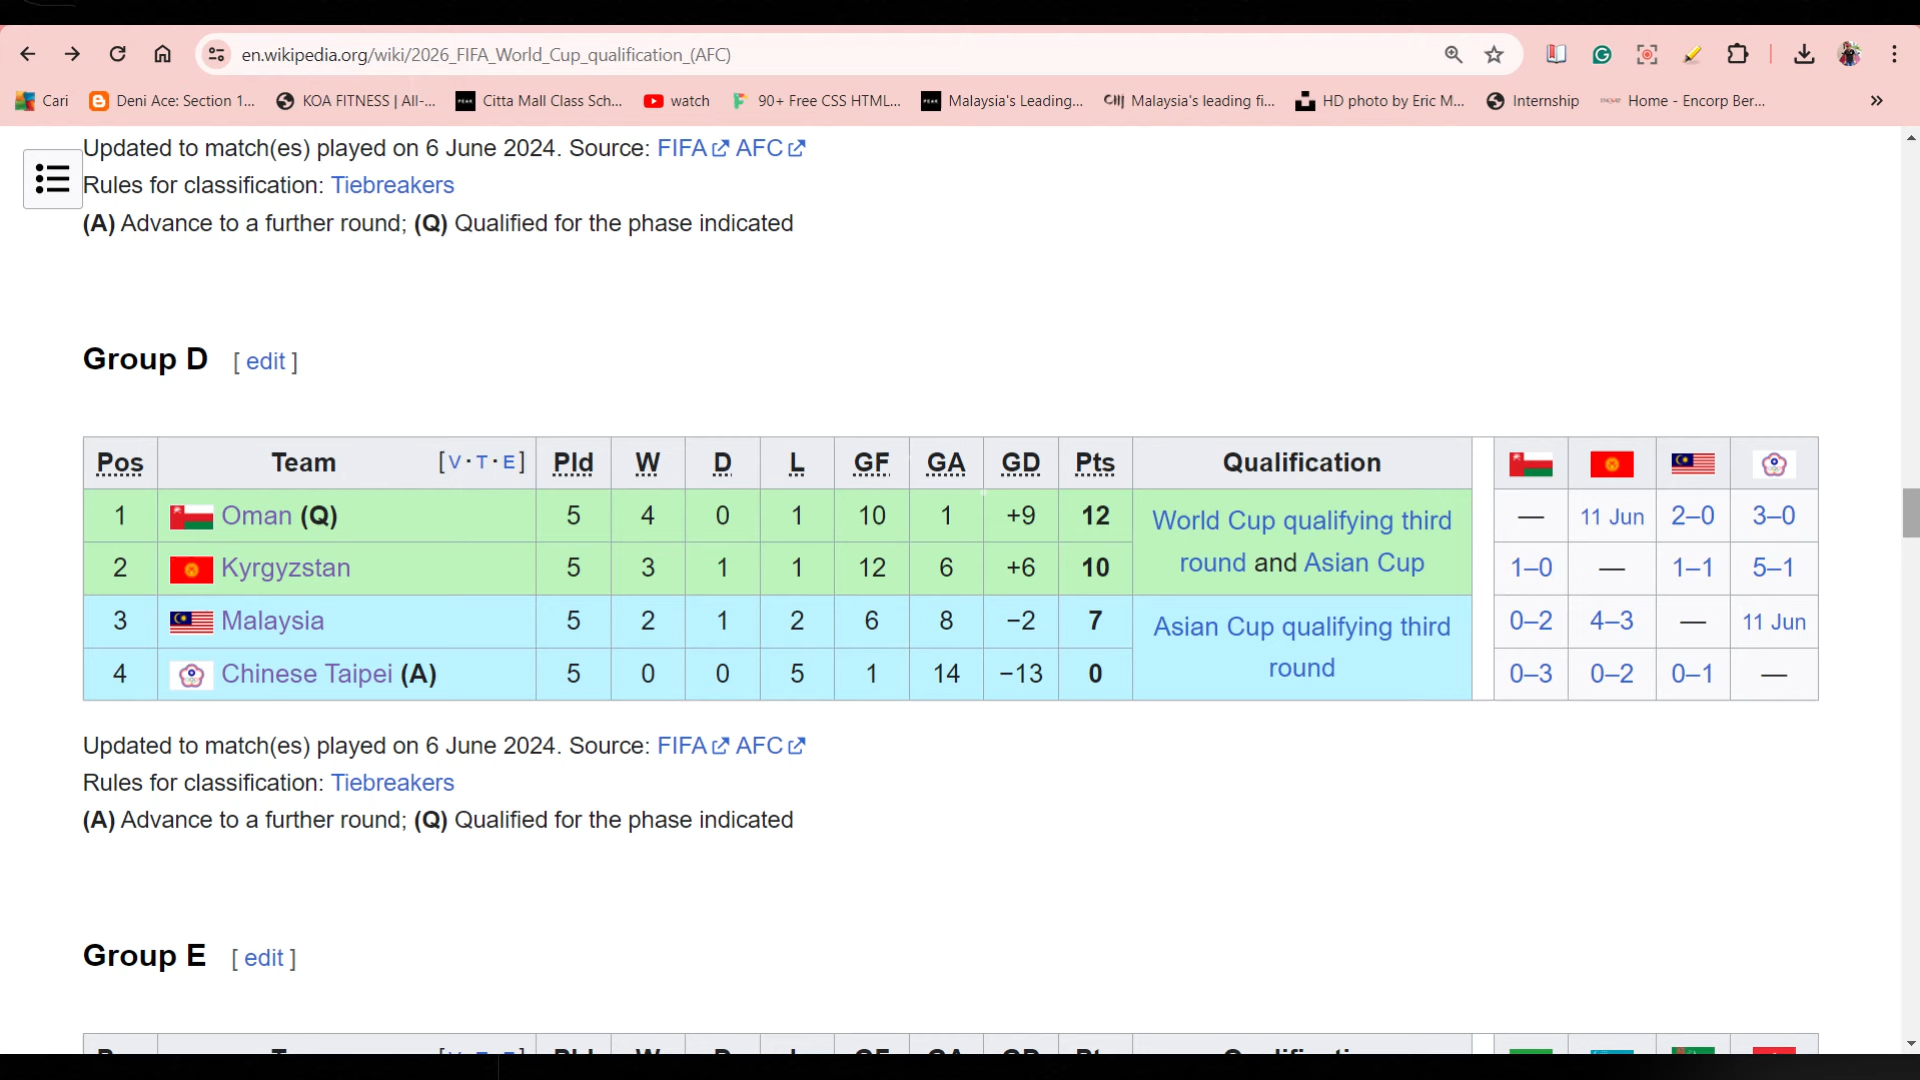 en.wikipedia.org/wiki/2026_FIFA_World_Cup_qualification_(AFC)
Cari Deni Ace: Section 1... KOA FITNESS | All-... Citta Mall Class Sch... watch 90+ Free CSS HTML... Malaysia's Leading... Malaysia's leading fi... HD photo by Eric M... Internship Home - Encorp Ber... »
Updated to match(es) played on 6 June 2024. Source: FIFA AFC
Rules for classification: Tiebreakers
(A) Advance to a further round; (Q) Qualified for the phase indicated
Group D [ edit ]
Pos Team [V · T · E] Pld W D L GF GA GD Pts Qualification
1 Oman (Q) 5 4 0 1 10 1 +9 12 World Cup qualifying third round and Asian Cup — 11 Jun 2–0 3–0
2 Kyrgyzstan 5 3 1 1 12 6 +6 10 1–0 — 1–1 5–1
3 Malaysia 5 2 1 2 6 8 −2 7 Asian Cup qualifying third round 0–2 4–3 — 11 Jun
4 Chinese Taipei (A) 5 0 0 5 1 14 −13 0 0–3 0–2 0–1 —
Updated to match(es) played on 6 June 2024. Source: FIFA AFC
Rules for classification: Tiebreakers
(A) Advance to a further round; (Q) Qualified for the phase indicated
Group E [ edit ]